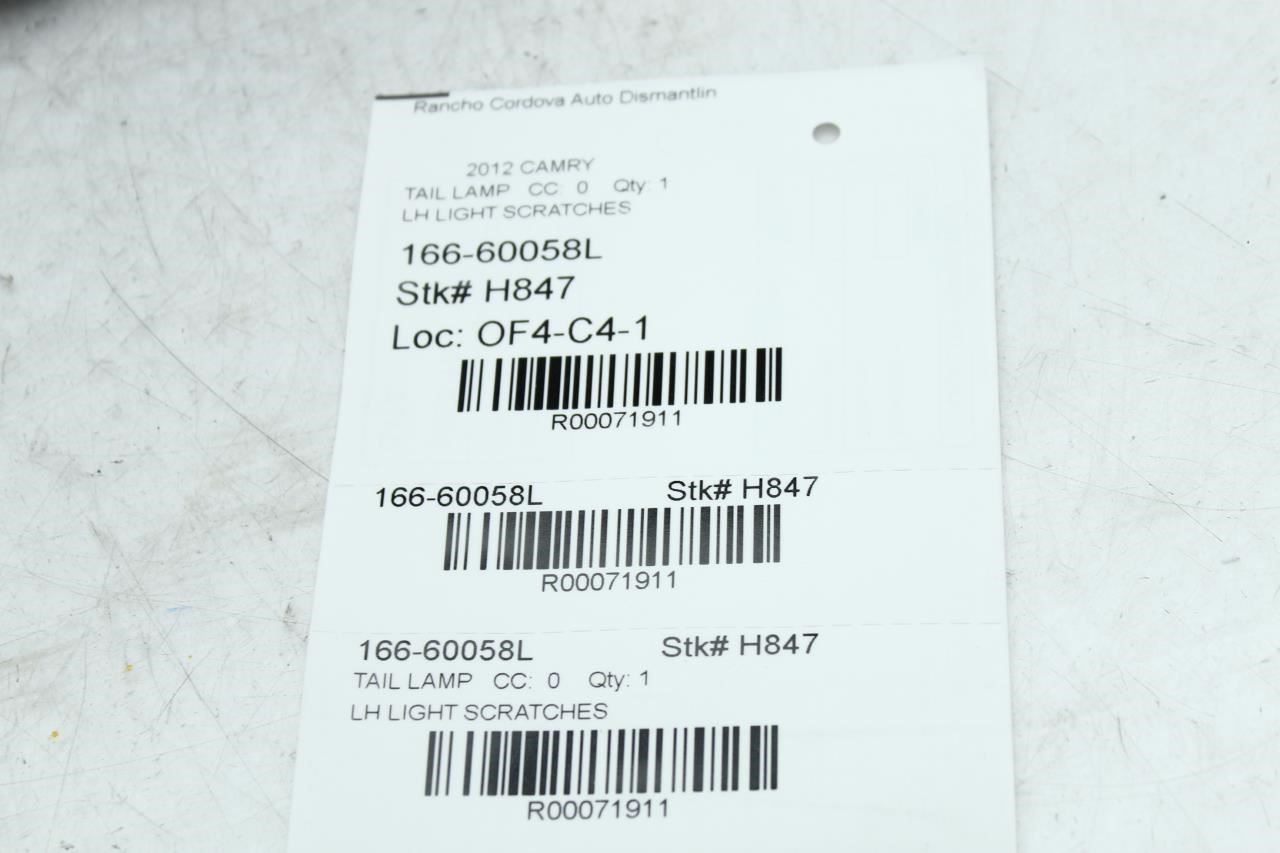 Rancho Cordova Auto Dismantlin
2012 CAMRY
TAIL LAMP CC: 0 Qty: 1
LH LIGHT SCRATCHES
166-60058L
Stk# H847
Loc: OF4-C4-1
R00071911
166-60058L Stk# H847
R00071911
166-60058L Stk# H847
TAIL LAMP CC: 0 Qty: 1
LH LIGHT SCRATCHES
R00071911